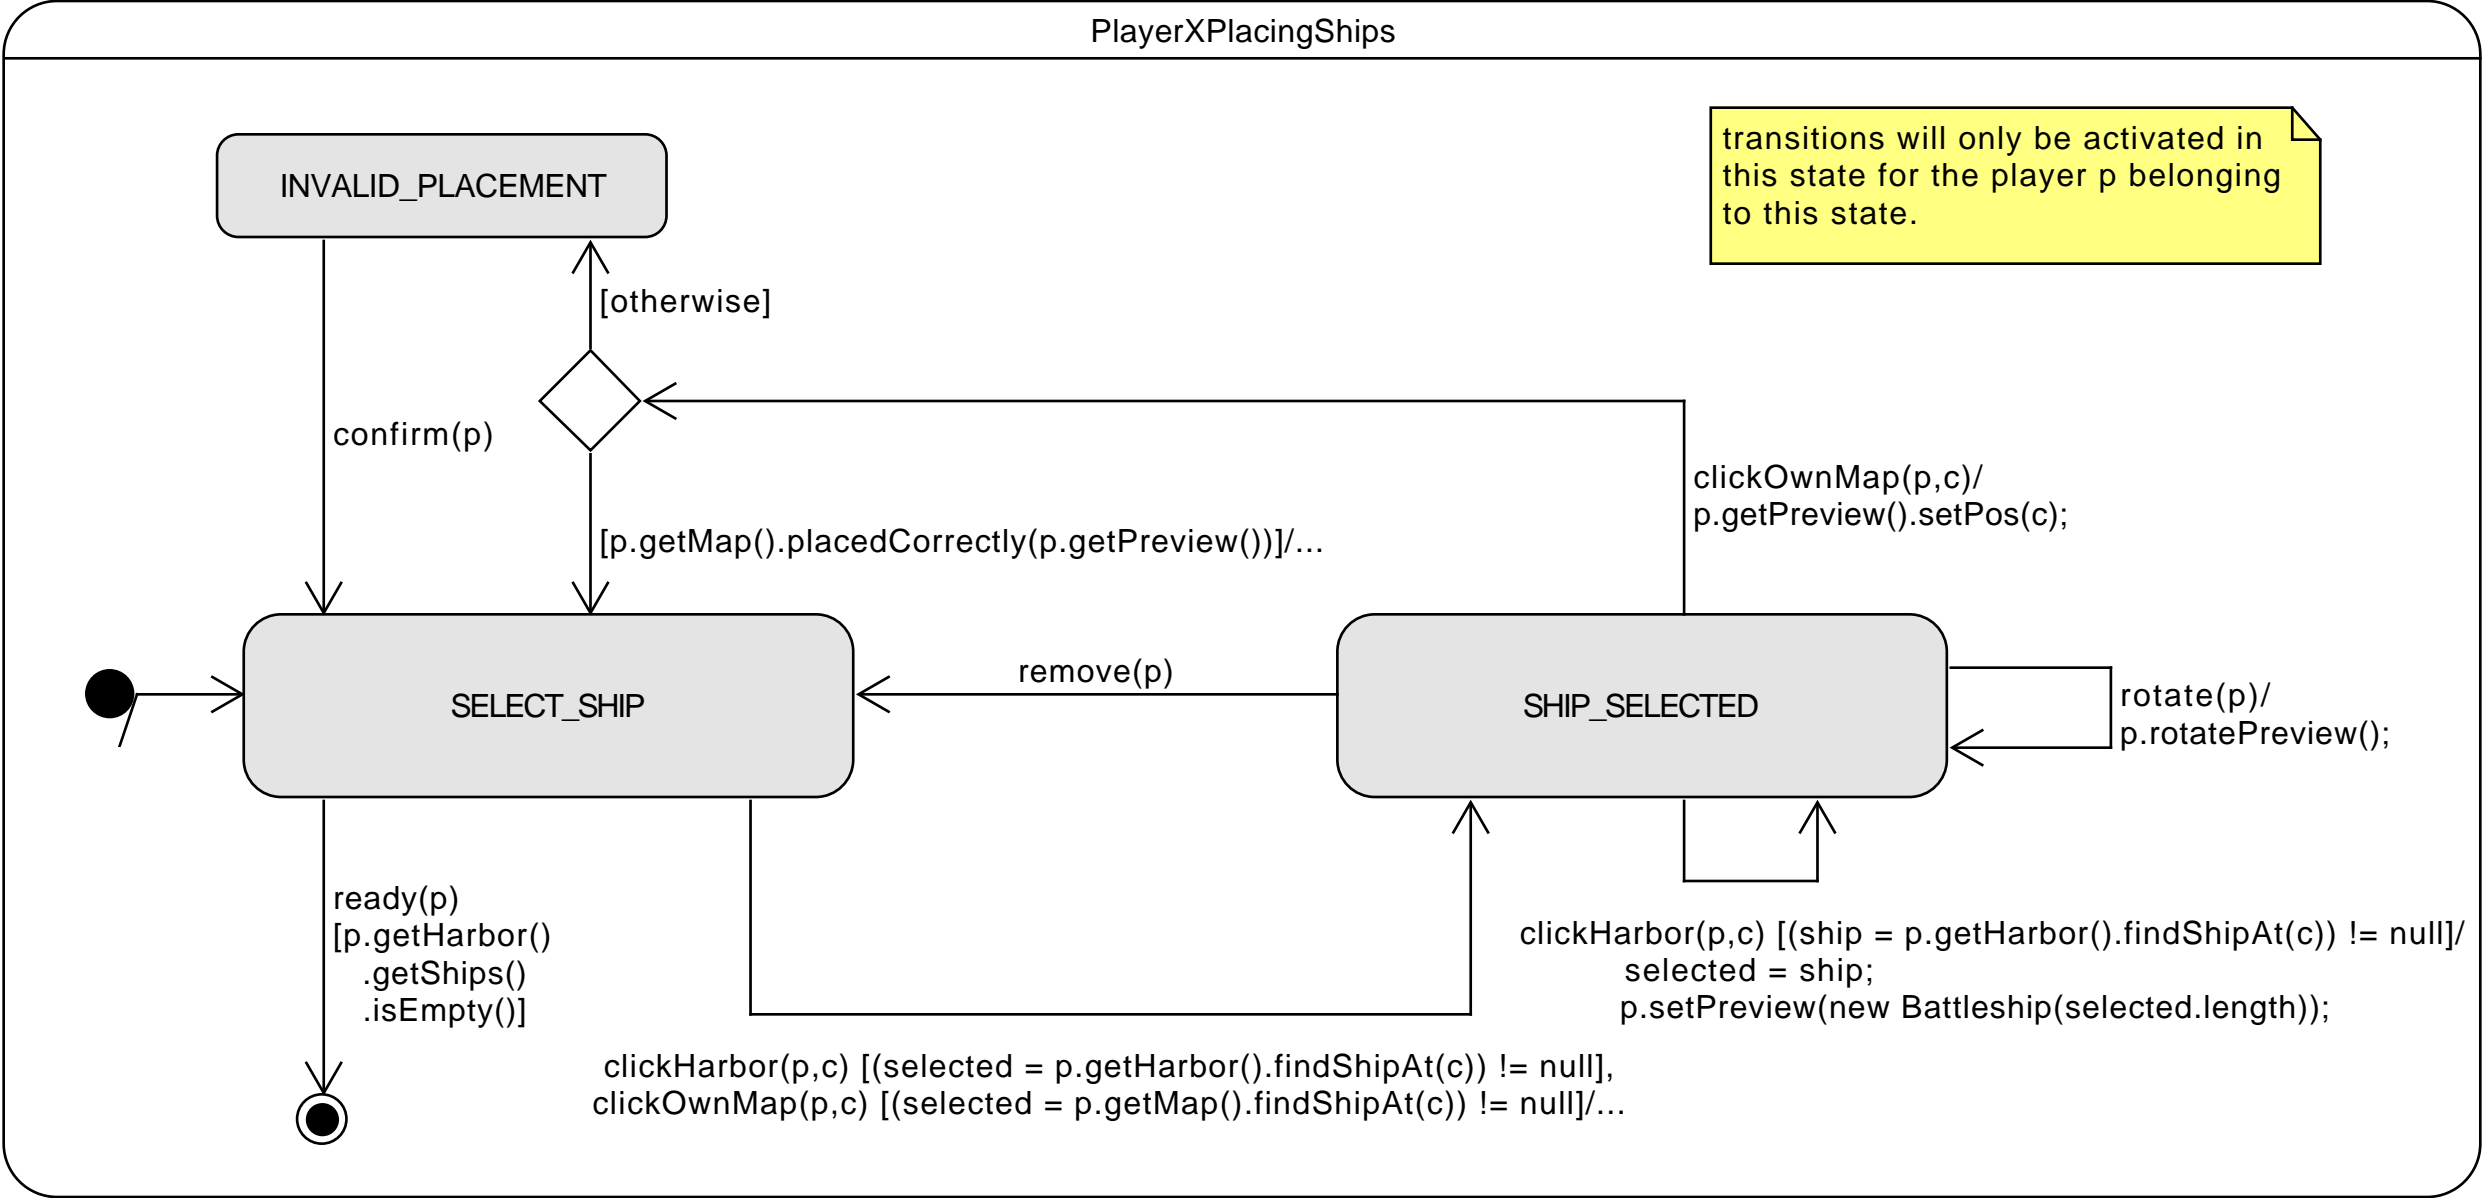 PlayerXPlacingShips
transitions will only be activated in
this state for the player p belonging
to this state.
INVALID_PLACEMENT
[otherwise]
confirm(p)
clickOwnMap(p,c)/
p.getPreview().setPos(c);
[p.getMap().placedCorrectly(p.getPreview())]/...
remove(p)
SELECT_SHIP
SHIP_SELECTED
rotate(p)/
p.rotatePreview();
ready(p)
[p.getHarbor()
.getShips()
.isEmpty()]
clickHarbor(p,c) [(ship = p.getHarbor().findShipAt(c)) != null]/
selected = ship;
p.setPreview(new Battleship(selected.length));
clickHarbor(p,c) [(selected = p.getHarbor().findShipAt(c)) != null],
clickOwnMap(p,c) [(selected = p.getMap().findShipAt(c)) != null]/...